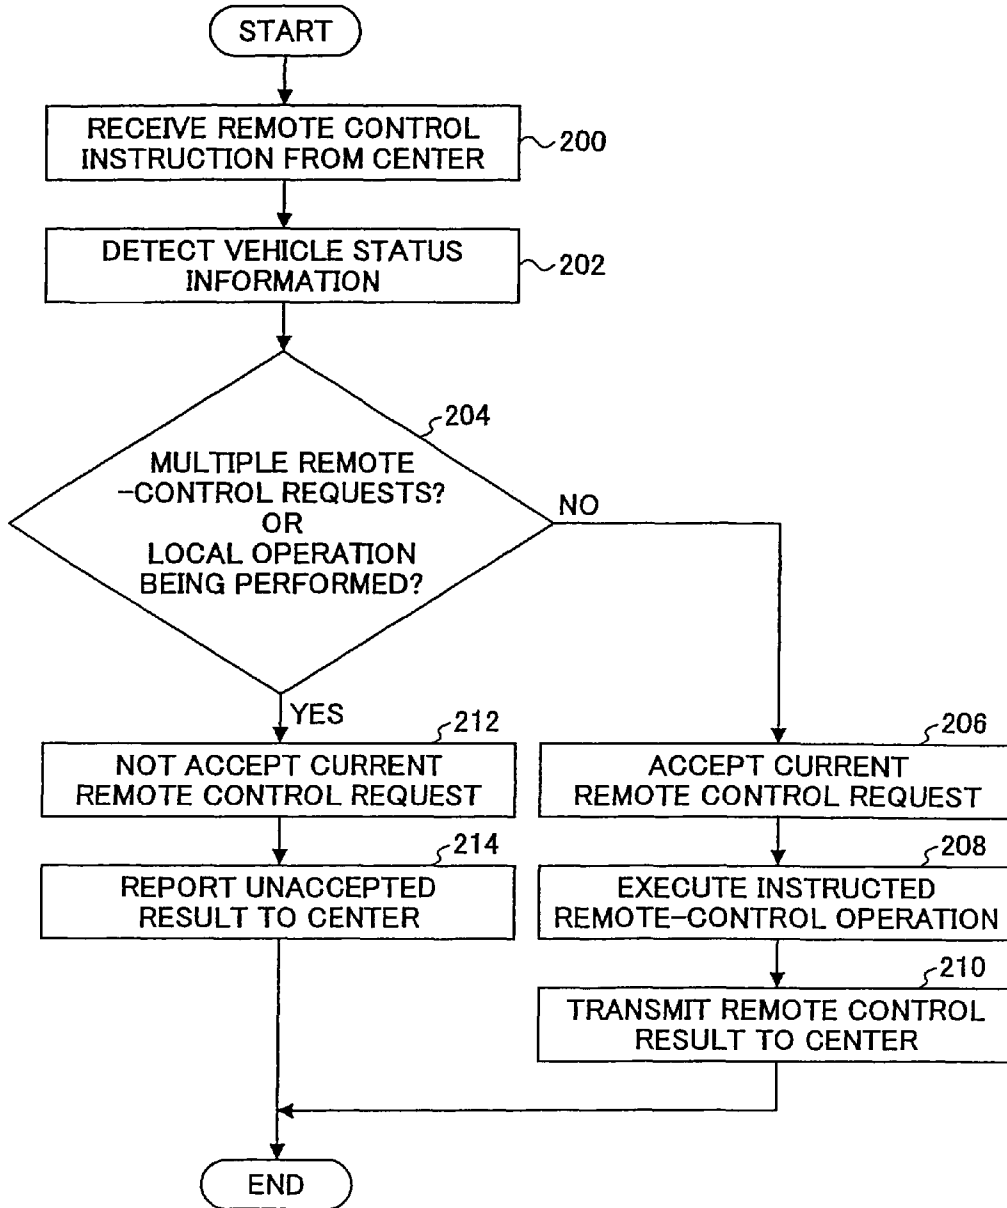 START
RECEIVE REMOTE CONTROL
INSTRUCTION FROM CENTER
200
DETECT VEHICLE STATUS
INFORMATION
202
204
MULTIPLE REMOTE
-CONTROL REQUESTS?
OR
LOCAL OPERATION
BEING PERFORMED?
NO
YES
212
NOT ACCEPT CURRENT
REMOTE CONTROL REQUEST
214
REPORT UNACCEPTED
RESULT TO CENTER
206
ACCEPT CURRENT
REMOTE CONTROL REQUEST
208
EXECUTE INSTRUCTED
REMOTE-CONTROL OPERATION
210
TRANSMIT REMOTE CONTROL
RESULT TO CENTER
END